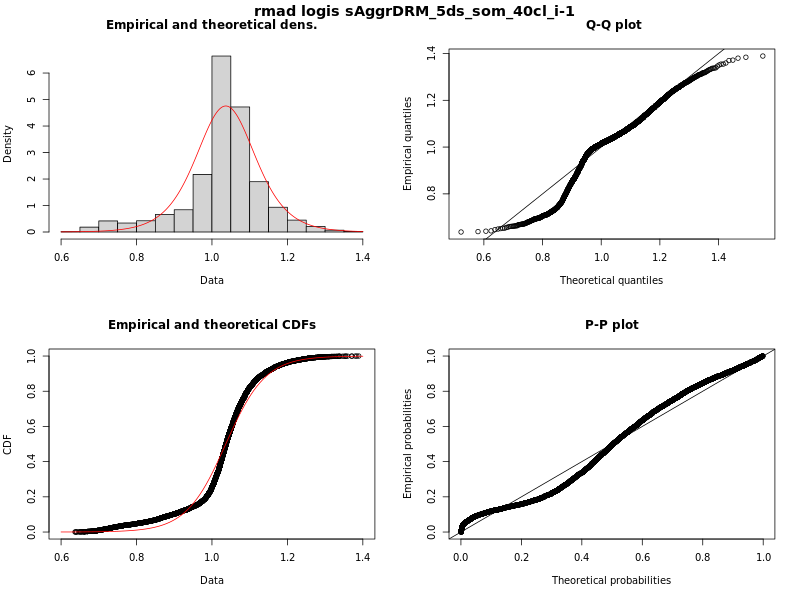 rmad logis sAggrDRM_5ds_som_40cl_i-1
Empirical and theoretical dens.
Density
0 1 2 3 4 5 6
0.6 0.8 1.0 1.2 1.4
Data
Q-Q plot
Empirical quantiles
0.8 1.0 1.2 1.4
0.6 0.8 1.0 1.2 1.4
Theoretical quantiles
Empirical and theoretical CDFs
CDF
0.0 0.2 0.4 0.6 0.8 1.0
0.6 0.8 1.0 1.2 1.4
Data
P-P plot
Empirical probabilities
0.0 0.2 0.4 0.6 0.8 1.0
0.0 0.2 0.4 0.6 0.8 1.0
Theoretical probabilities